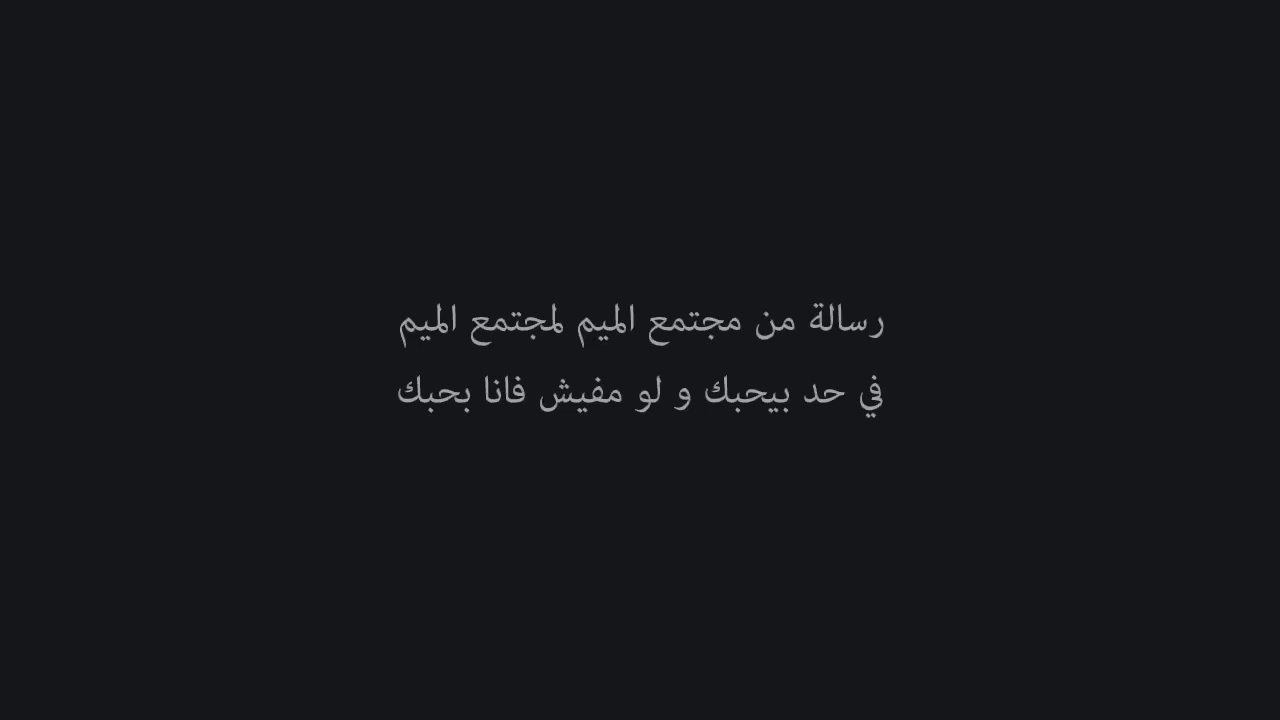 رسالة من مجتمع الميم لمجتمع الميم
في حد بيحبك و لو مفيش فانا بحبك